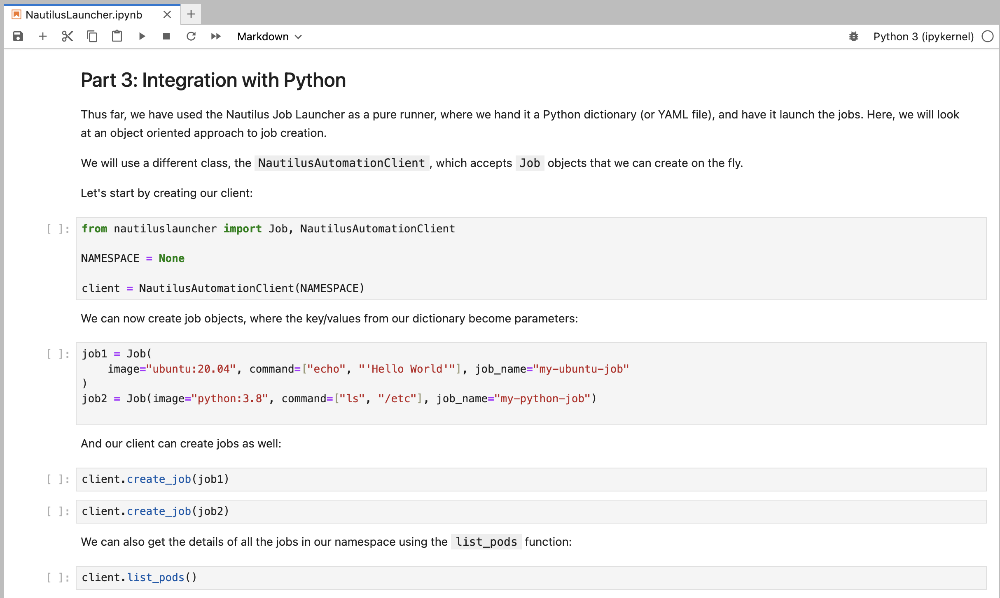 NautilusLauncher.ipynb
Markdown
Python 3 (ipykernel)
Part 3: Integration with Python
Thus far, we have used the Nautilus Job Launcher as a pure runner, where we hand it a Python dictionary (or YAML file), and have it launch the jobs. Here, we will look
at an object oriented approach to job creation.
We will use a different class, the NautilusAutomationClient, which accepts Job objects that we can create on the fly.
Let's start by creating our client:
[ ]: from nautiluslauncher import Job, NautilusAutomationClient
NAMESPACE = None
client = NautilusAutomationClient(NAMESPACE)
We can now create job objects, where the key/values from our dictionary become parameters:
[ ]: job1 = Job(
    image="ubuntu:20.04", command=["echo", "'Hello World'"], job_name="my-ubuntu-job"
)
job2 = Job(image="python:3.8", command=["ls", "/etc"], job_name="my-python-job")
And our client can create jobs as well:
[ ]: client.create_job(job1)
[ ]: client.create_job(job2)
We can also get the details of all the jobs in our namespace using the list_pods function:
[ ]: client.list_pods()